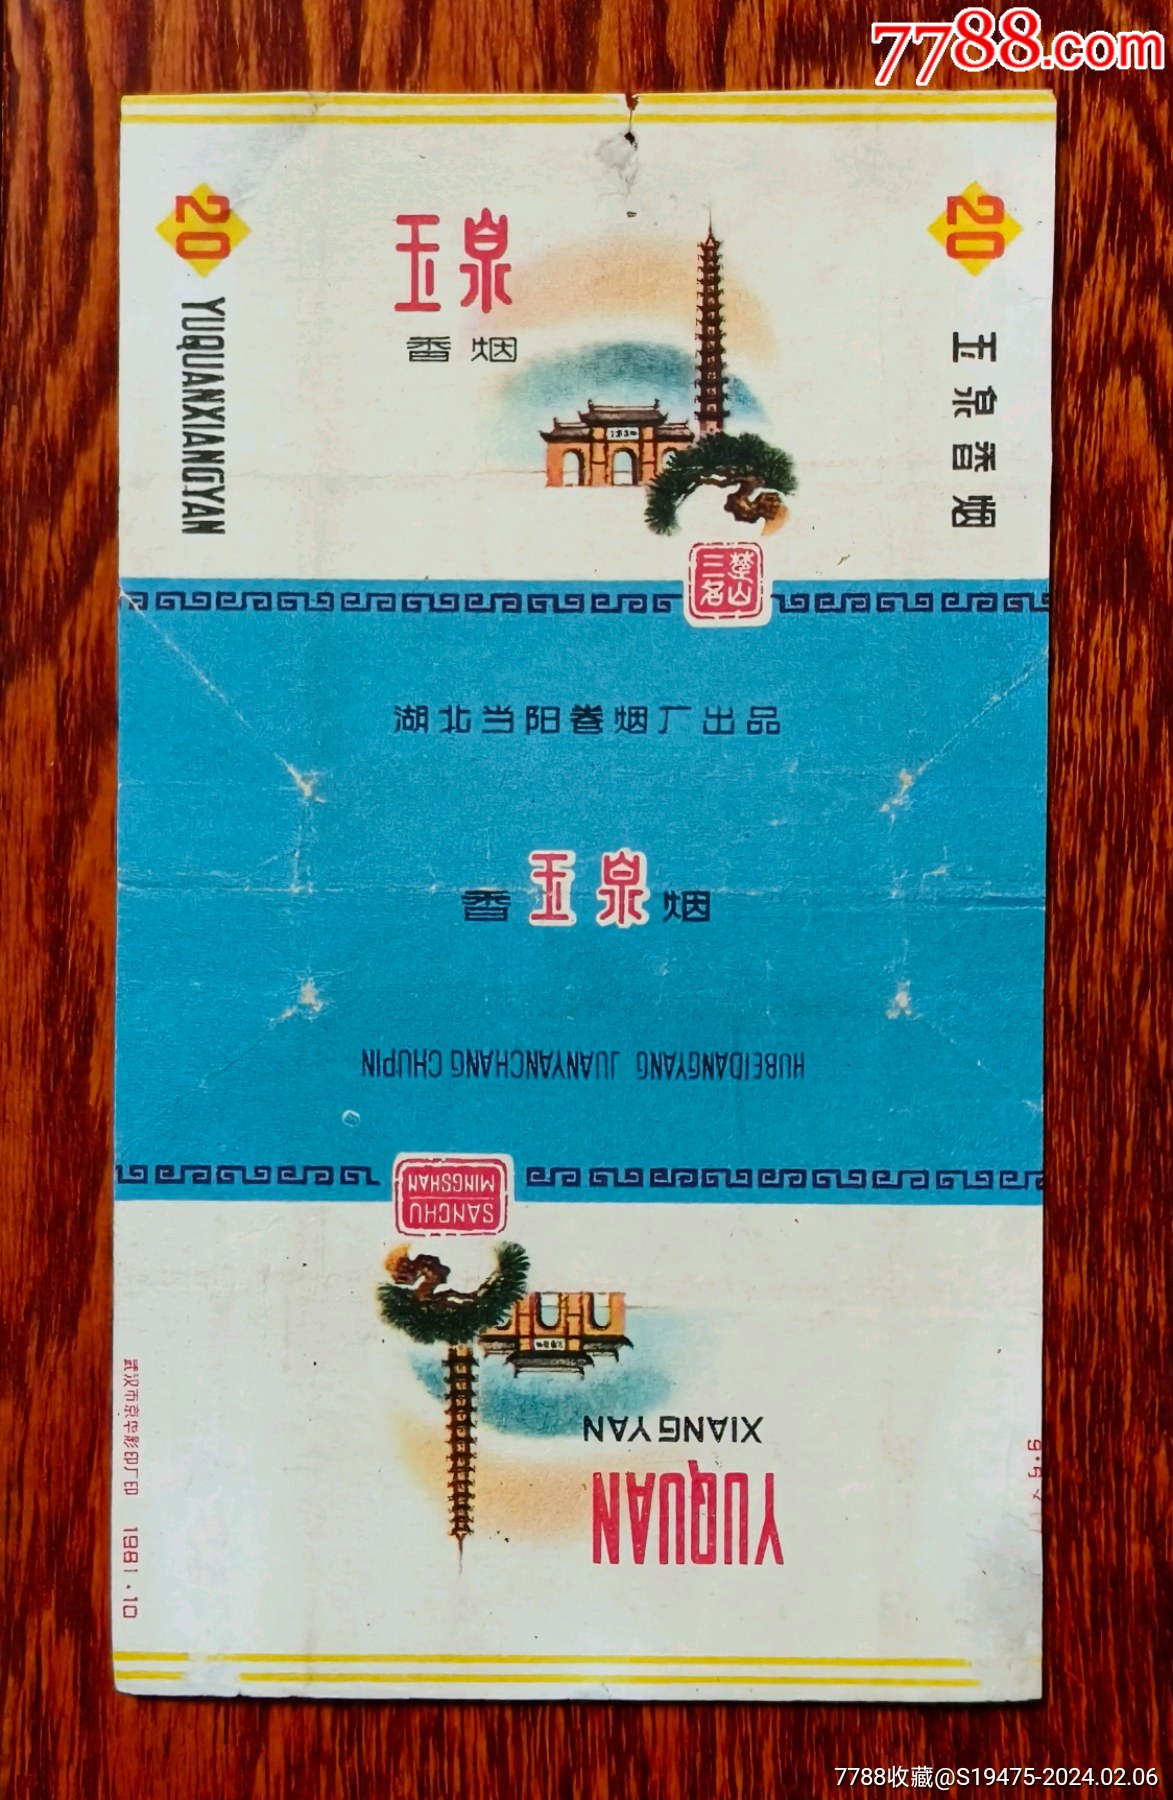 7788.com
20
20
玉泉
香烟
YUQUANXIANGYAN
玉泉香烟
三楚
名山
湖北当阳卷烟厂出品
香玉泉烟
HUBEIDANGYANG JUANYANCHANG CHUPIN
SANCHU
MINGSHAN
XIANGYAN
YUQUAN
武汉市京华彩印厂印 1981·10
7788收藏@S19475-2024.02.06